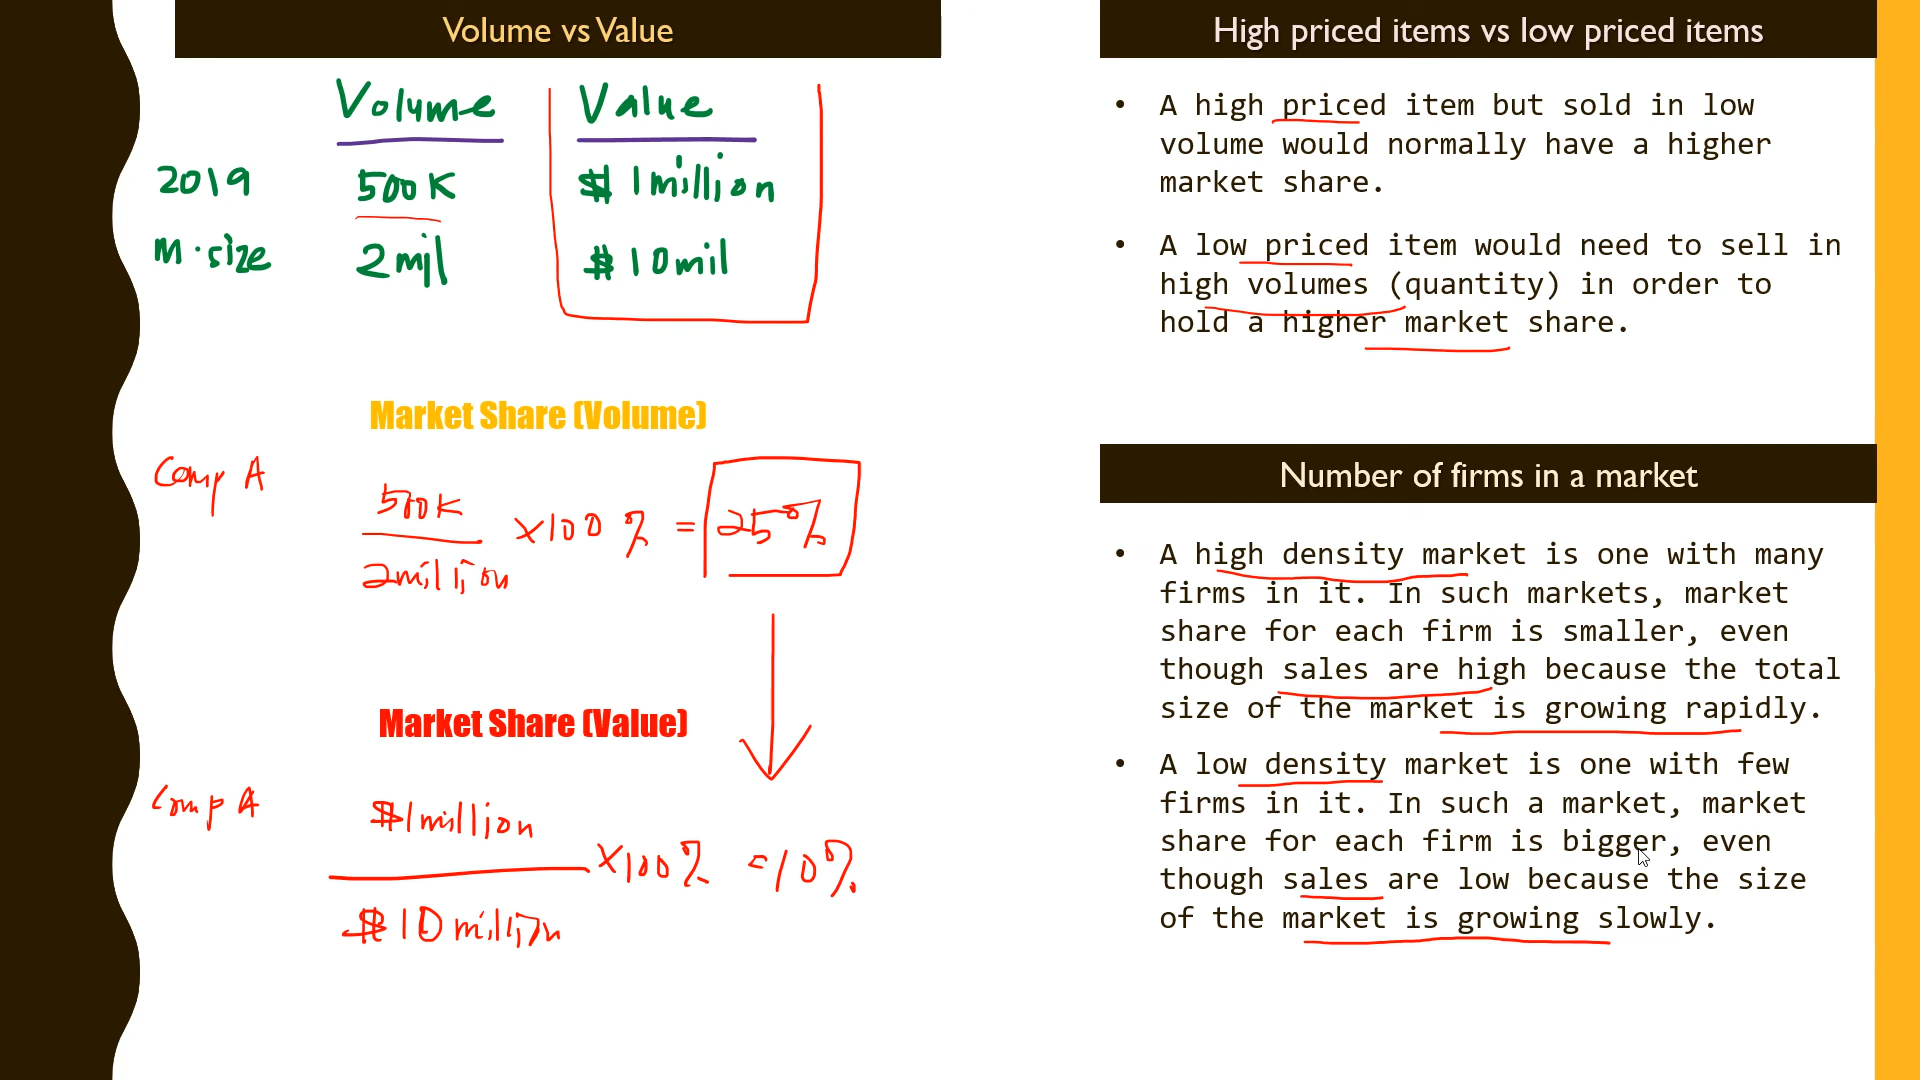 Volume vs Value
Volume Value
2019 500K $ 1million
M.size 2mil $ 10mil
Market Share (Volume)
Comp A
500K
2million
×100 % = 25%
Market Share (Value)
Comp A
$1million
$10million
×100% =10%
High priced items vs low priced items
• A high priced item but sold in low
volume would normally have a higher
market share.
• A low priced item would need to sell in
high volumes (quantity) in order to
hold a higher market share.
Number of firms in a market
• A high density market is one with many
firms in it. In such markets, market
share for each firm is smaller, even
though sales are high because the total
size of the market is growing rapidly.
• A low density market is one with few
firms in it. In such a market, market
share for each firm is bigger, even
though sales are low because the size
of the market is growing slowly.